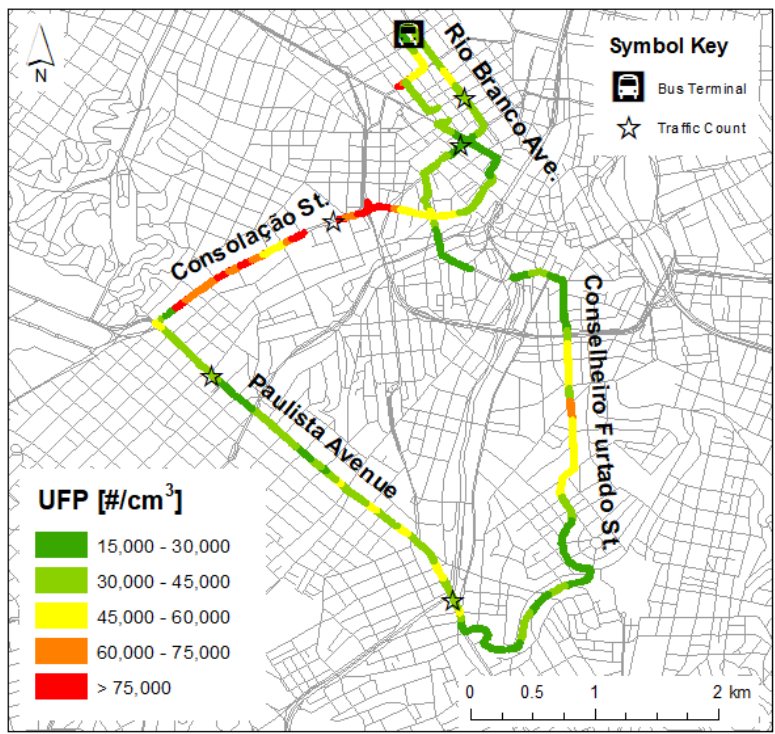 N
Rio Branco Ave.
Symbol Key
Bus Terminal
Traffic Count
Consolação St.
Conselheiro Furtado St.
Paulista Avenue
UFP [#/cm³]
15,000 - 30,000
30,000 - 45,000
45,000 - 60,000
60,000 - 75,000
> 75,000
0 0.5 1 2 km